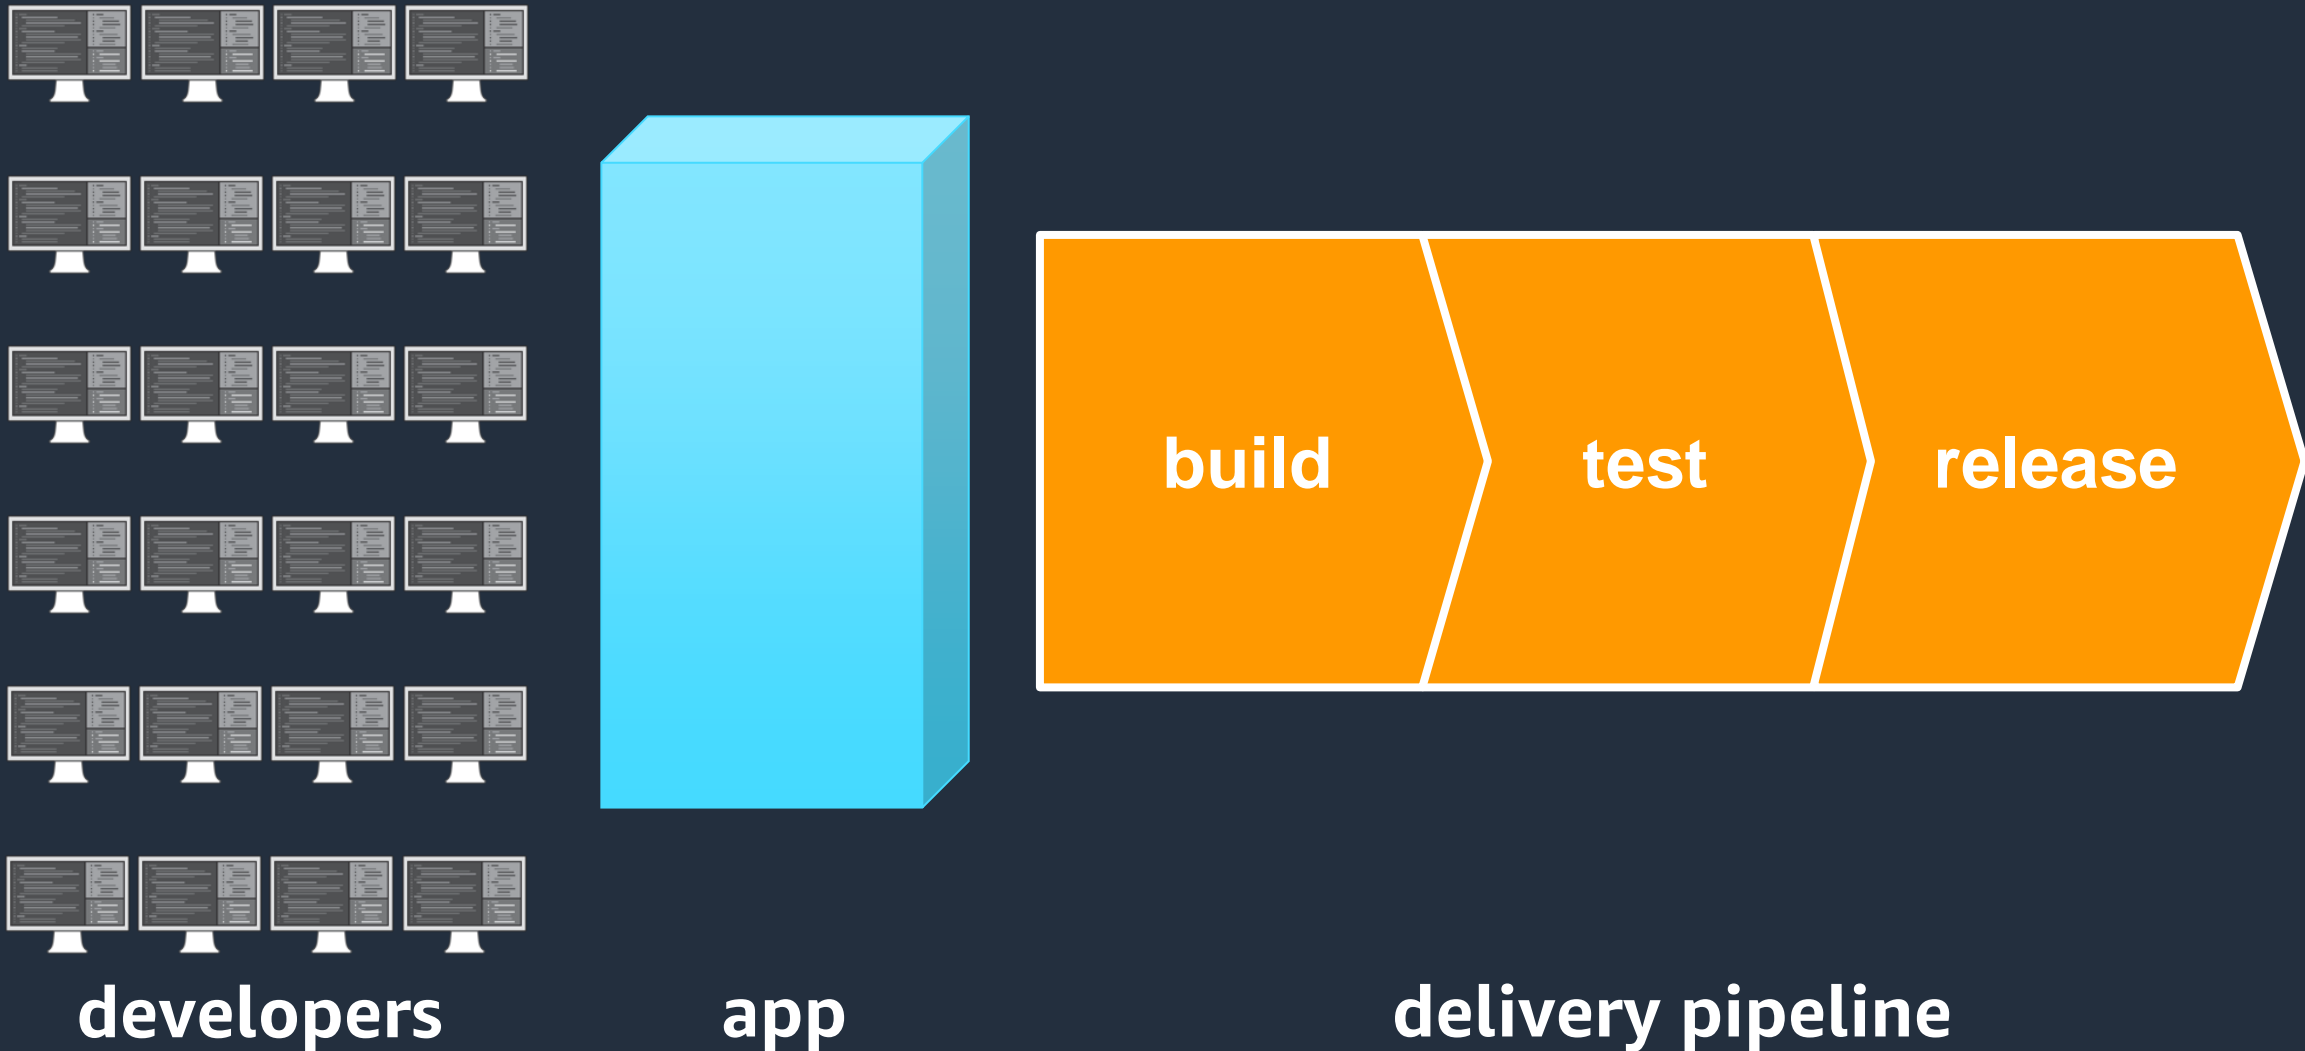 build
test
release
developers
app
delivery pipeline